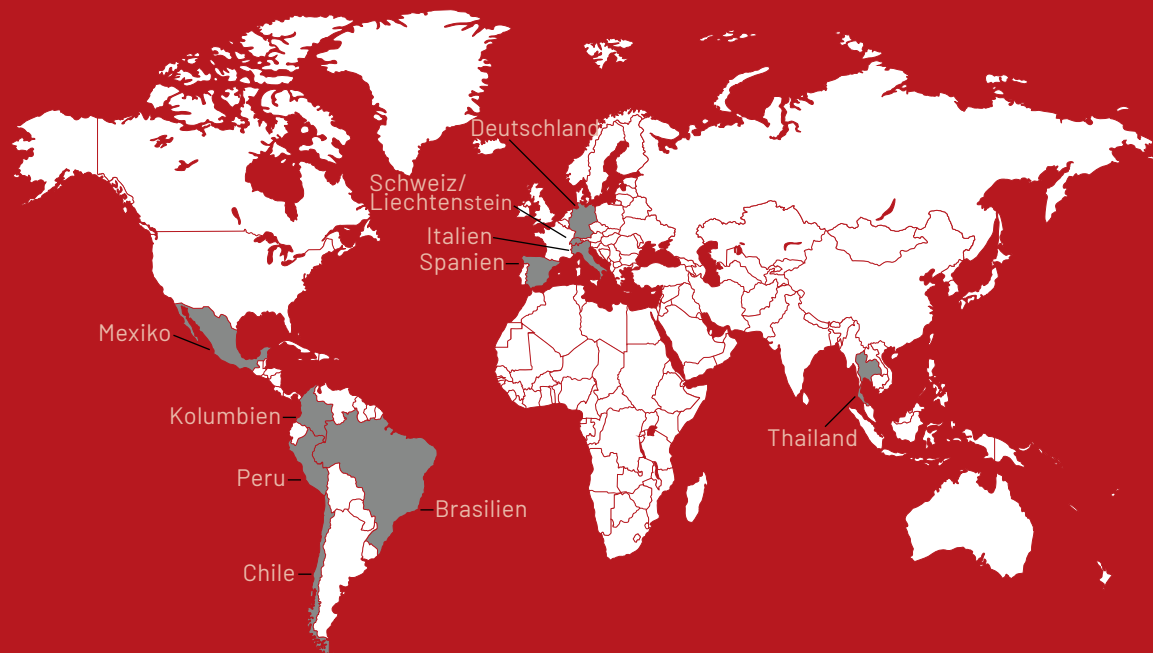 Deutschland
Schweiz/
Liechtenstein
Italien
Spanien
Mexiko
Kolumbien
Thailand
Peru
Brasilien
Chile